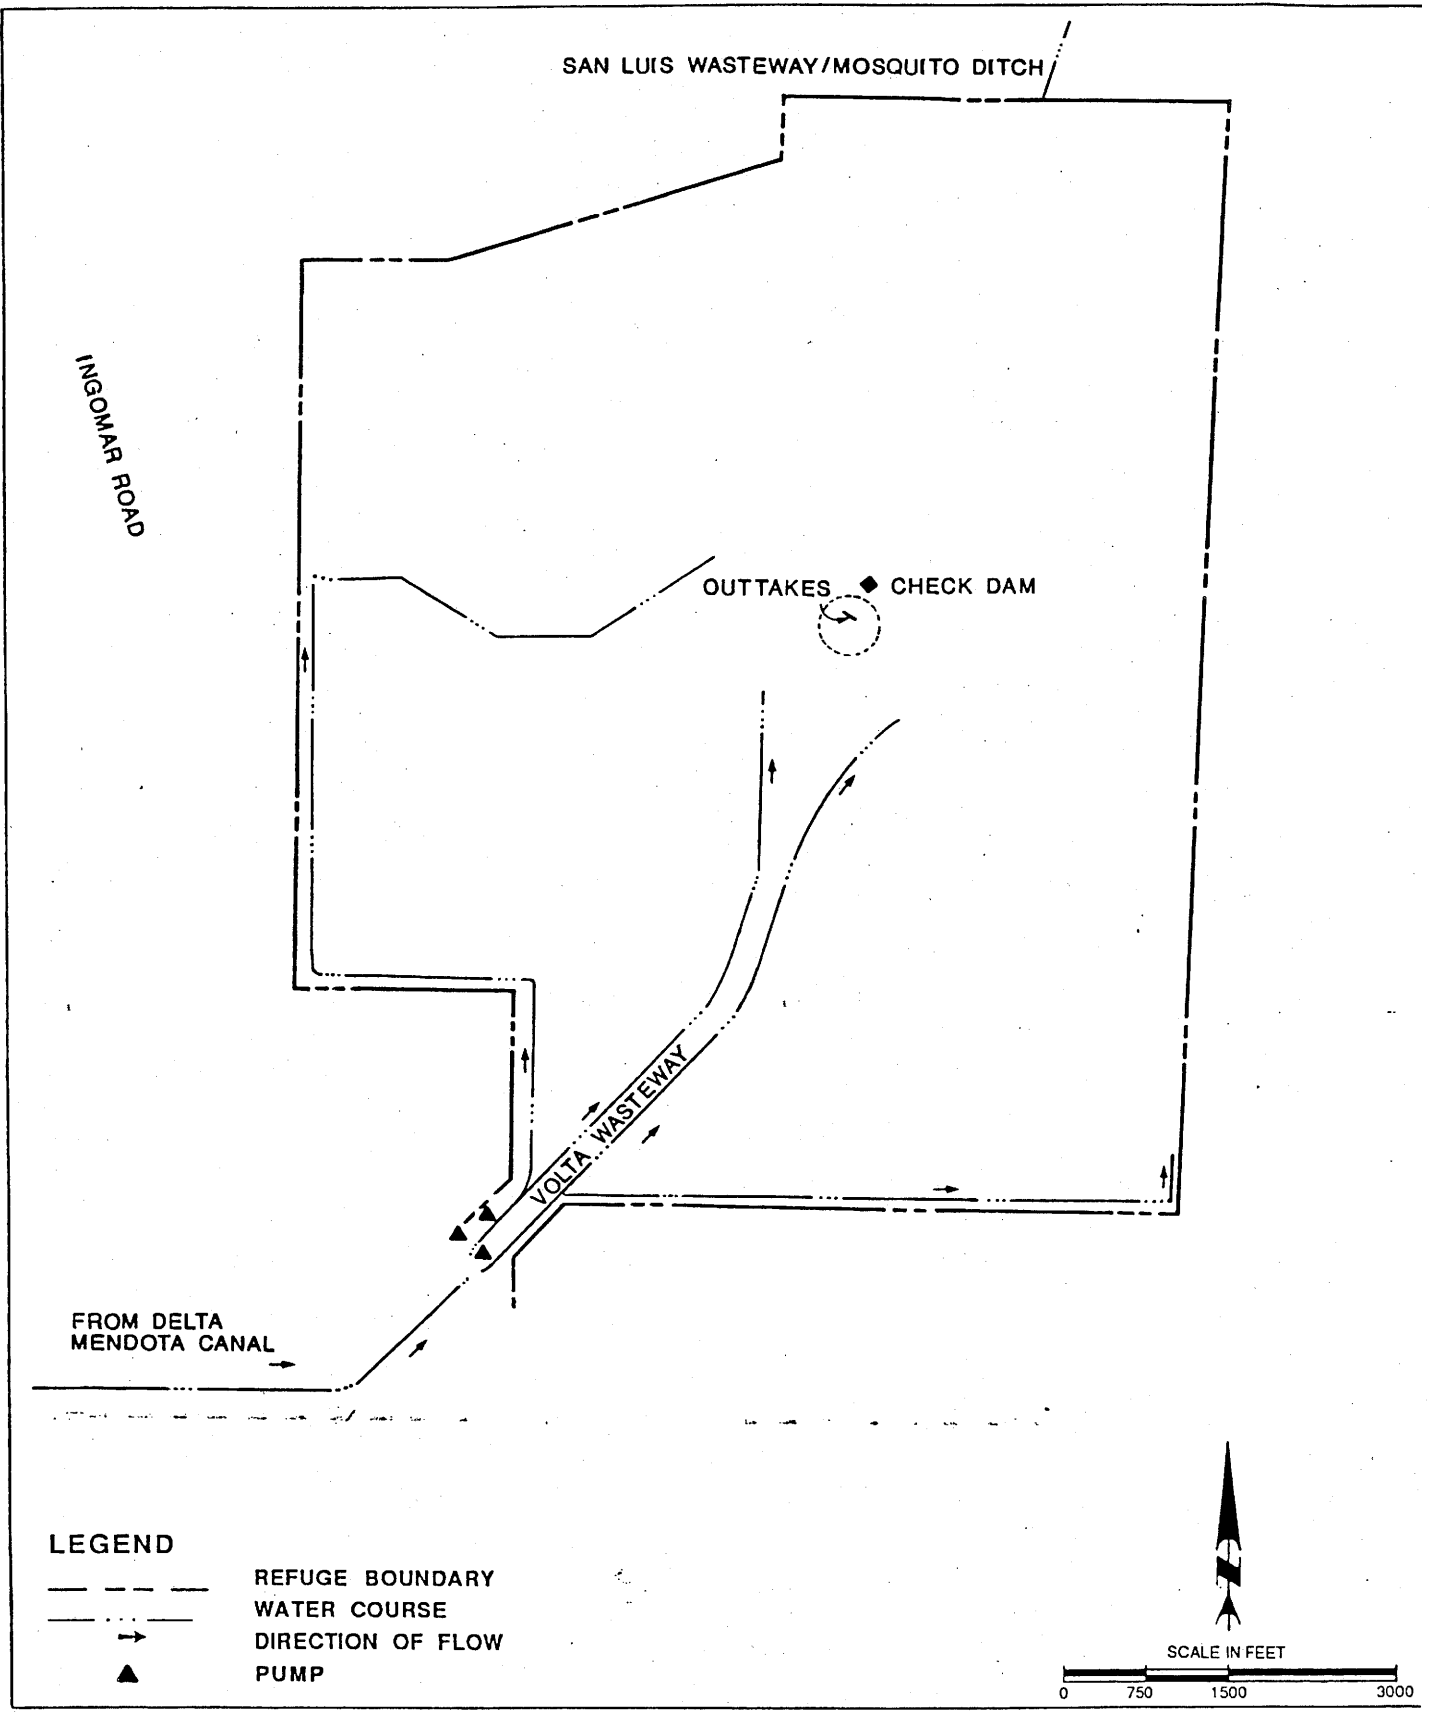 SAN LUIS WASTEWAY/MOSQUITO DITCH
INGOMAR ROAD
OUTTAKES
CHECK DAM
VOLTA WASTEWAY
FROM DELTA
MENDOTA CANAL
LEGEND
REFUGE BOUNDARY
WATER COURSE
DIRECTION OF FLOW
PUMP
N
SCALE IN FEET
0 750 1500 3000